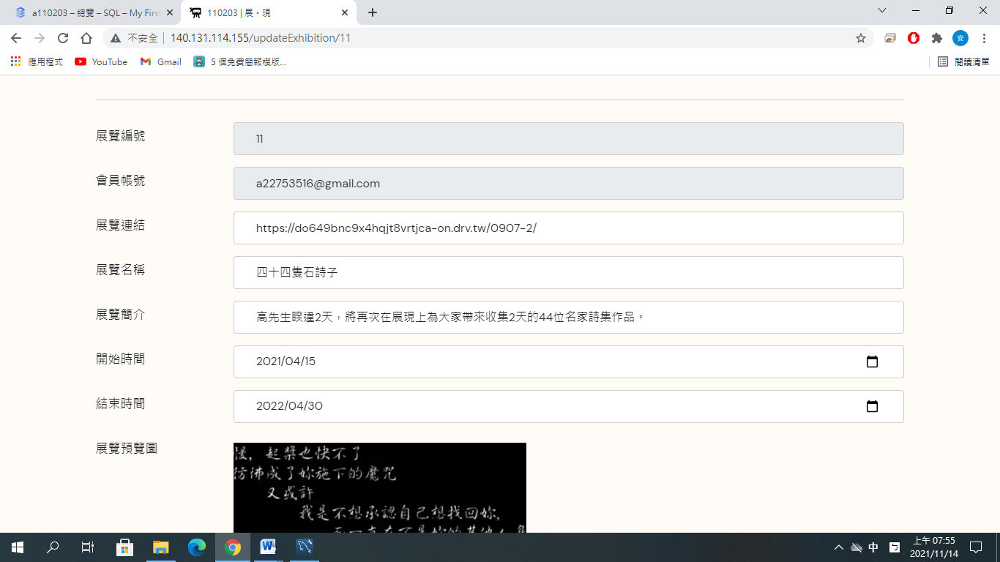 a110203 – 總覽 – SQL – My Firs
110203 | 展。現
不安全
140.131.114.155/updateExhibition/11
安
應用程式
YouTube
Gmail
5 個免費簡報模版...
閱讀清單
展覽編號
11
會員帳號
a22753516@gmail.com
展覽連結
https://do649bnc9x4hqjt8vrtjca-on.drv.tw/0907-2/
展覽名稱
四十四隻石詩子
展覽簡介
高先生睽違2天，將再次在展現上為大家帶來收集2天的44位名家詩集作品。
開始時間
2021/04/15
結束時間
2022/04/30
展覽預覽圖
慢, 起槳也快不了
彷彿成了妳施下的魔咒
又或許
我是不想承認自己想找回妳,
中
上午 07:55
2021/11/14